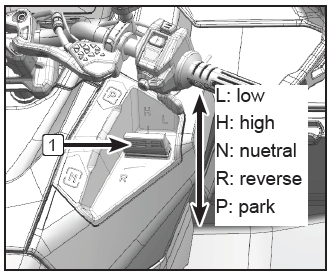 P
H
L
N
R
1
L: low
H: high
N: nuetral
R: reverse
P: park